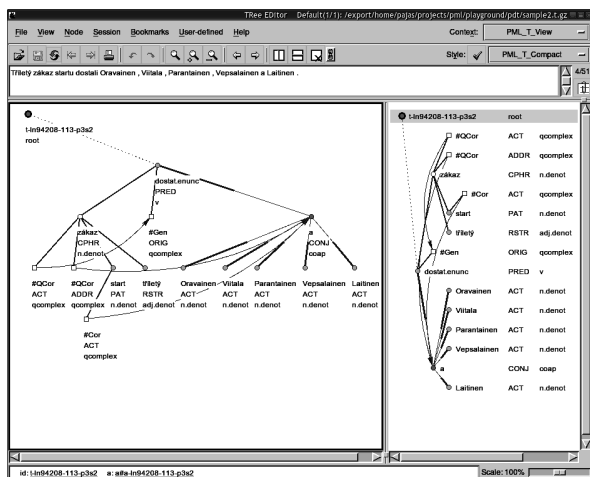 TRee EDitor Default(1/1): /export/home/pajas/projects/pml/playground/pdt/sample2.t.gz
File View Node Session Bookmarks User-defined Help Context: PML_T_View
Style: PML_T_Compact
Tříletý zákaz startu dostali Oravainen , Viitala , Parantainen , Vepsalainen a Laitinen .
4/51
t-ln94208-113-p3s2
root
dostat.enunc
PRED
v
zákaz
CPHR
n.denot
#Gen
ORIG
qcomplex
a
CONJ
coap
#QCor #QCor start tříletý Oravainen Viitala Parantainen Vepsalainen Laitinen
ACT ADDR PAT RSTR ACT ACT ACT ACT ACT
qcomplex qcomplex n.denot adj.denot n.denot n.denot n.denot n.denot n.denot
#Cor
ACT
qcomplex
t-ln94208-113-p3s2 root
#QCor ACT qcomplex
#QCor ADDR qcomplex
zákaz CPHR n.denot
#Cor ACT qcomplex
start PAT n.denot
tříletý RSTR adj.denot
#Gen ORIG qcomplex
dostat.enunc PRED v
Oravainen ACT n.denot
Viitala ACT n.denot
Parantainen ACT n.denot
Vepsalainen ACT n.denot
a CONJ coap
Laitinen ACT n.denot
id: t-ln94208-113-p3s2 a: a#a-ln94208-113-p3s2
Scale: 100%